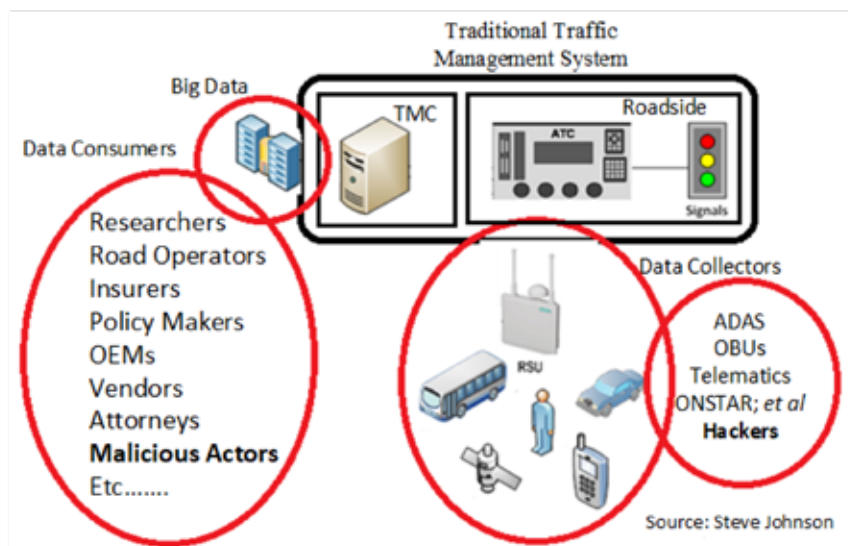 Traditional Traffic
Management System
Big Data
TMC
Roadside
ATC
Signals
Data Consumers
Researchers
Road Operators
Insurers
Policy Makers
OEMs
Vendors
Attorneys
Malicious Actors
Etc.......
Data Collectors
RSU
ADAS
OBUs
Telematics
ONSTAR; et al
Hackers
Source: Steve Johnson